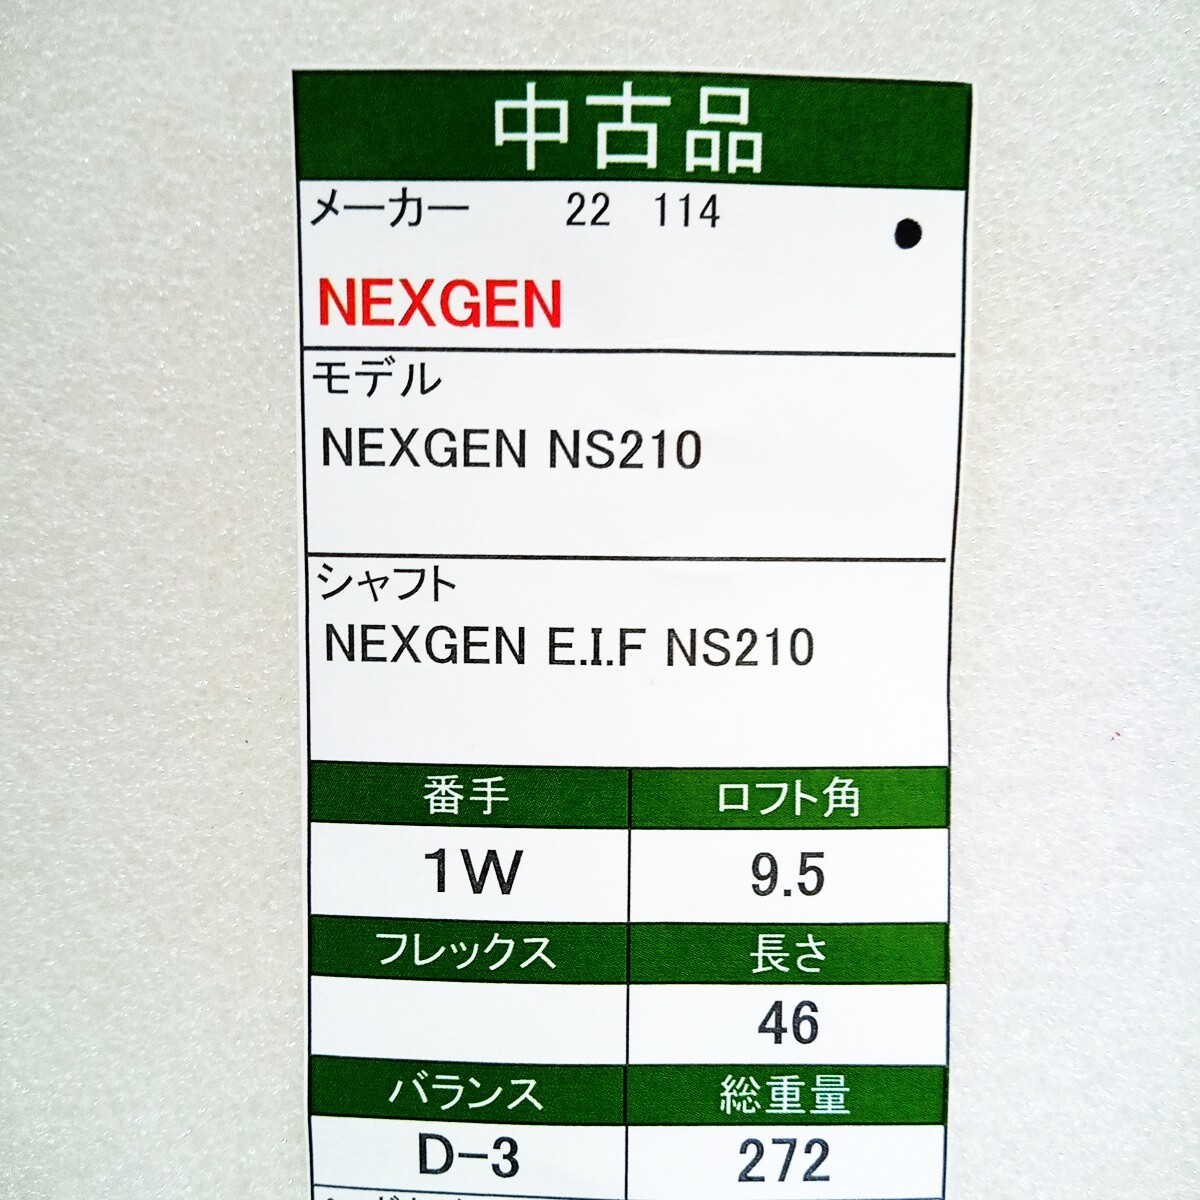 中古品
メーカー 22 114
NEXGEN
モデル
NEXGEN NS210
シャフト
NEXGEN E.I.F NS210
番手 ロフト角
1W 9.5
フレックス 長さ
46
バランス 総重量
D-3 272